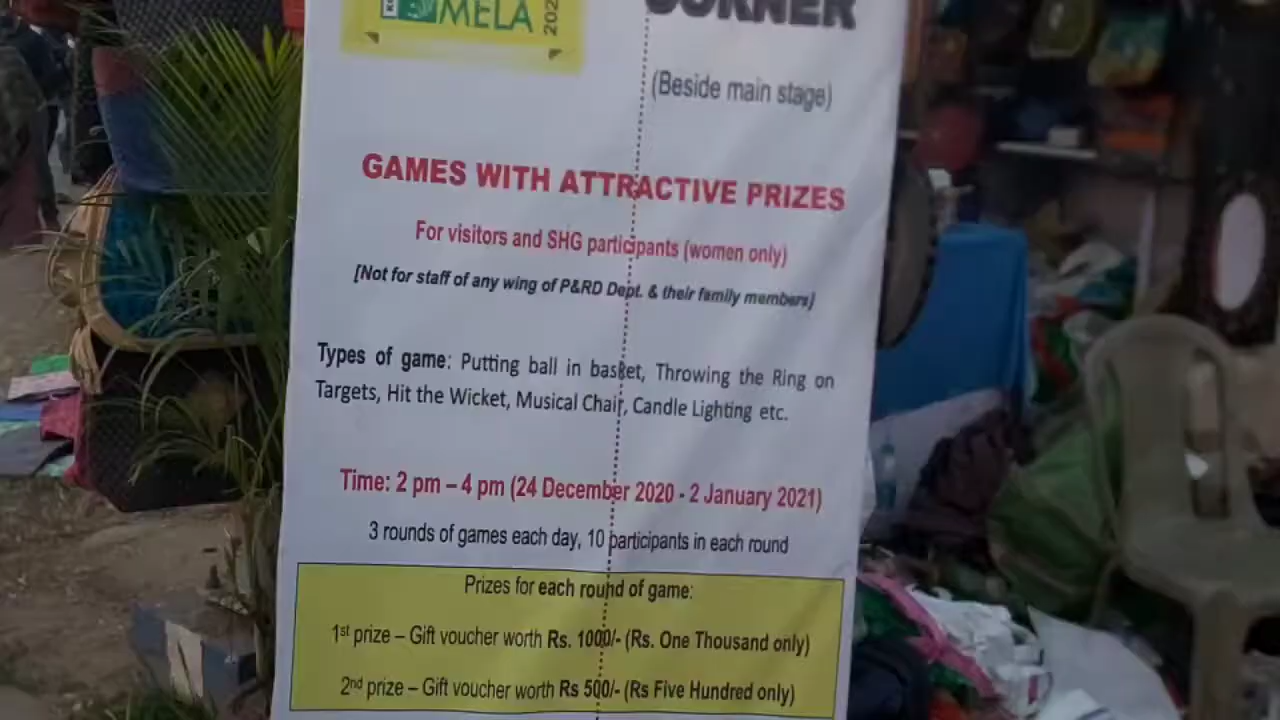 MELA 202
CORNER
(Beside main stage)
GAMES WITH ATTRACTIVE PRIZES
For visitors and SHG participants (women only)
[Not for staff of any wing of P&RD Dept. & their family members]
Types of game: Putting ball in basket, Throwing the Ring on
Targets, Hit the Wicket, Musical Chair, Candle Lighting etc.
Time: 2 pm – 4 pm (24 December 2020 - 2 January 2021)
3 rounds of games each day, 10 participants in each round
Prizes for each round of game:
1st prize – Gift voucher worth Rs. 1000/- (Rs. One Thousand only)
2nd prize – Gift voucher worth Rs 500/- (Rs Five Hundred only)